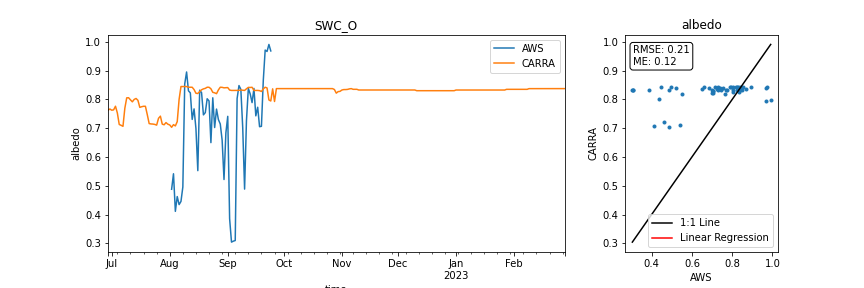 SWC_O
albedo
1.0
0.9
0.8
0.7
0.6
0.5
0.4
0.3
AWS
CARRA
Jul
Aug
Sep
Oct
Nov
Dec
Jan
2023
Feb
time
albedo
RMSE: 0.21
ME: 0.12
CARRA
1.0
0.9
0.8
0.7
0.6
0.5
0.4
0.3
1:1 Line
Linear Regression
0.4
0.6
0.8
1.0
AWS